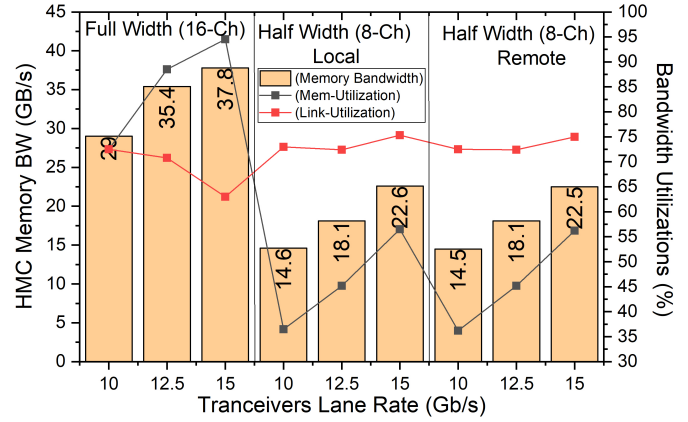 Full Width (16-Ch)
Half Width (8-Ch)
Local
Half Width (8-Ch)
Remote
(Memory Bandwidth)
(Mem-Utilization)
(Link-Utilization)
HMC Memory BW (GB/s)
45
40
35
30
25
20
15
10
5
0
29
35.4
37.8
14.6
18.1
22.6
14.5
18.1
22.5
100
95
90
85
80
75
70
65
60
55
50
45
40
35
30
Bandwidth Utilizations (%)
10 12.5 15 10 12.5 15 10 12.5 15
Tranceivers Lane Rate (Gb/s)